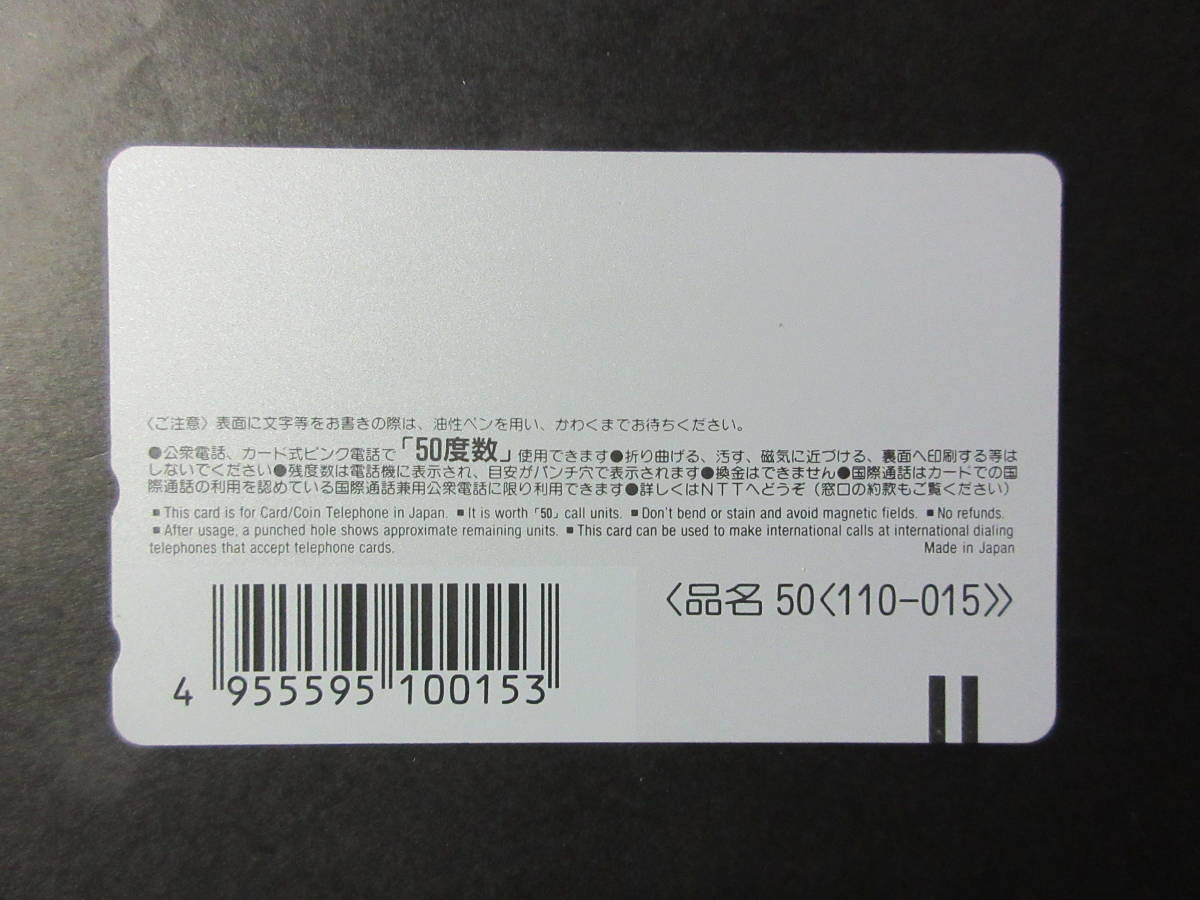 〈ご注意〉表面に文字等をお書きの際は、油性ペンを用い、かわくまでお待ちください。
●公衆電話、カード式ピンク電話で「50度数」使用できます●折り曲げる、汚す、磁気に近づける、裏面へ印刷する等は
しないでください●残度数は電話機に表示され、目安がパンチ穴で表示されます●換金はできません●国際通話はカードでの国
際通話の利用を認めている国際通話兼用公衆電話に限り利用できます●詳しくはNTTへどうぞ（窓口の約款もご覧ください）
■ This card is for Card/Coin Telephone in Japan. ■ It is worth「50」call units. ■ Don't bend or stain and avoid magnetic fields. ■ No refunds.
■ After usage, a punched hole shows approximate remaining units. ■ This card can be used to make international calls at international dialing
telephones that accept telephone cards. Made in Japan
〈品名 50〈110-015〉〉
4 955595 100153